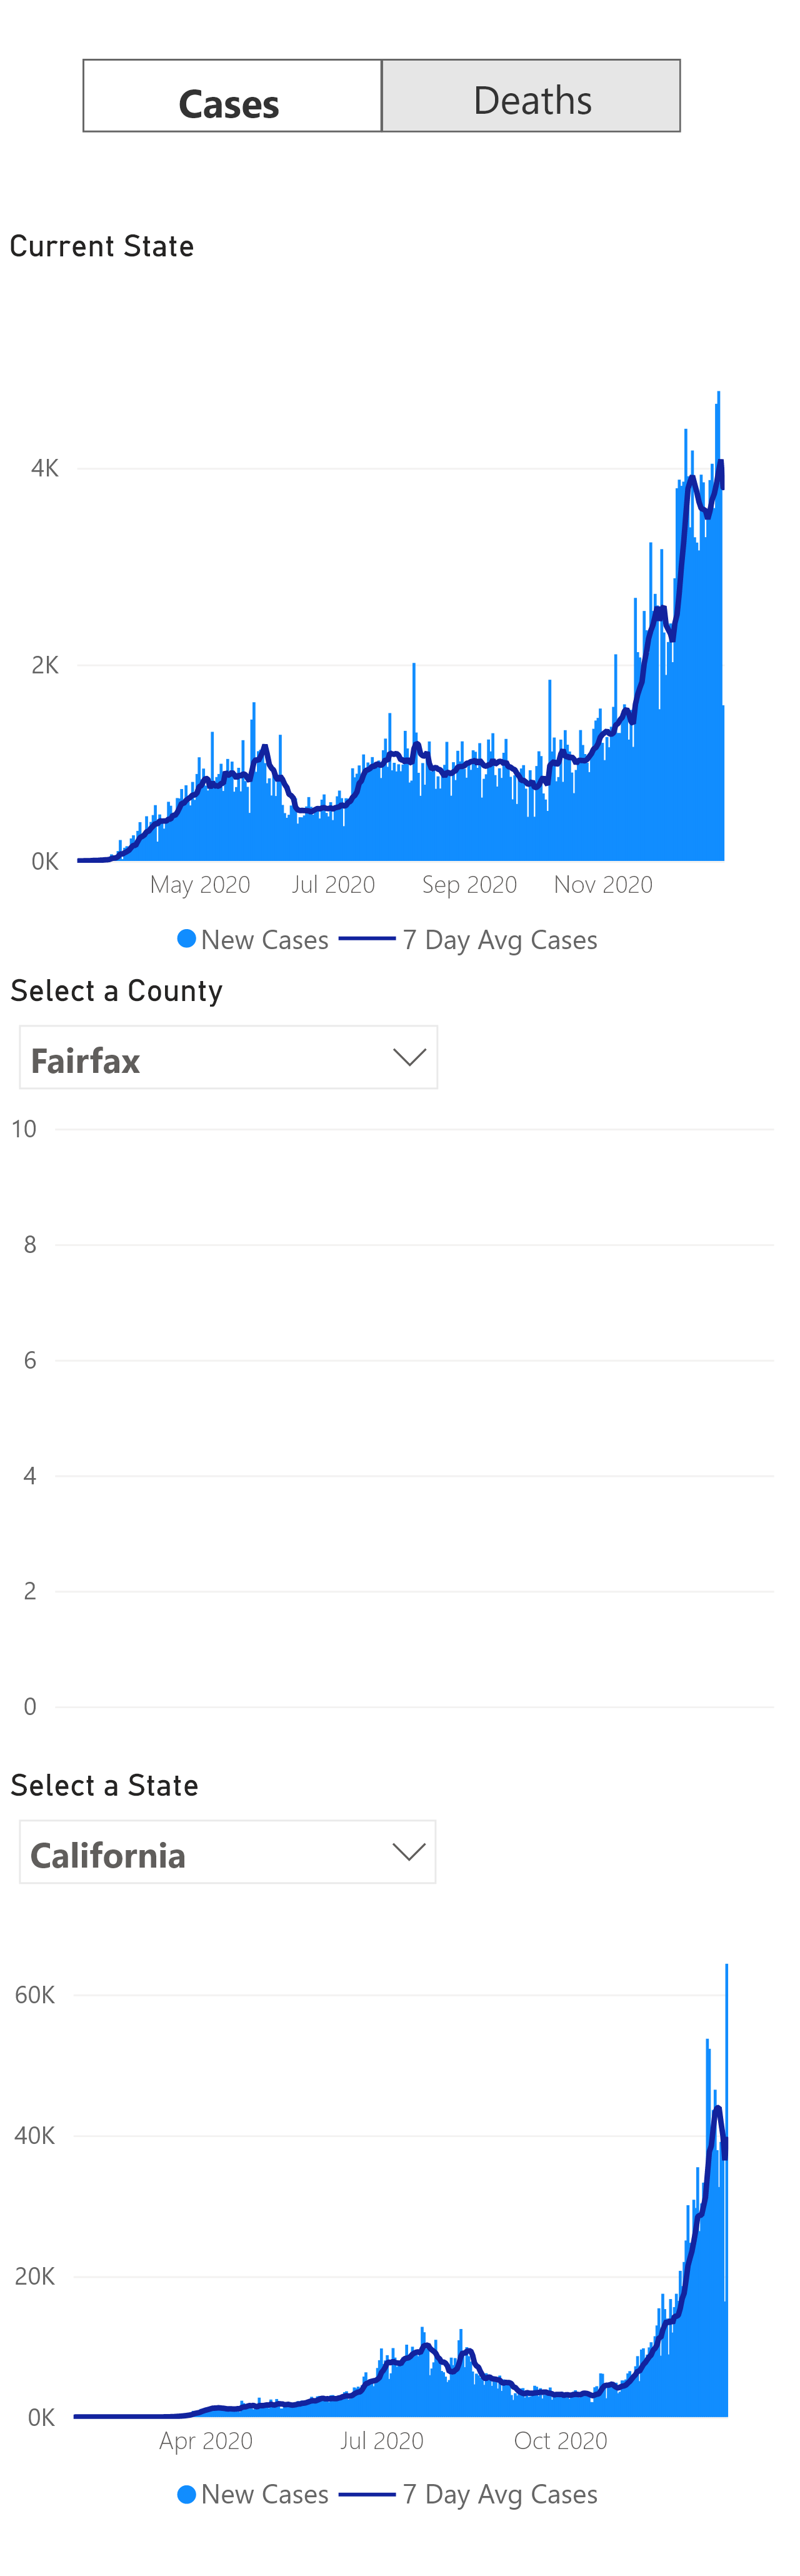 Cases Deaths
Current State
4K
2K
0K
May 2020 Jul 2020 Sep 2020 Nov 2020
New Cases 7 Day Avg Cases
Select a County
Fairfax
10
8
6
4
2
0
Select a State
California
60K
40K
20K
0K
Apr 2020 Jul 2020 Oct 2020
New Cases 7 Day Avg Cases